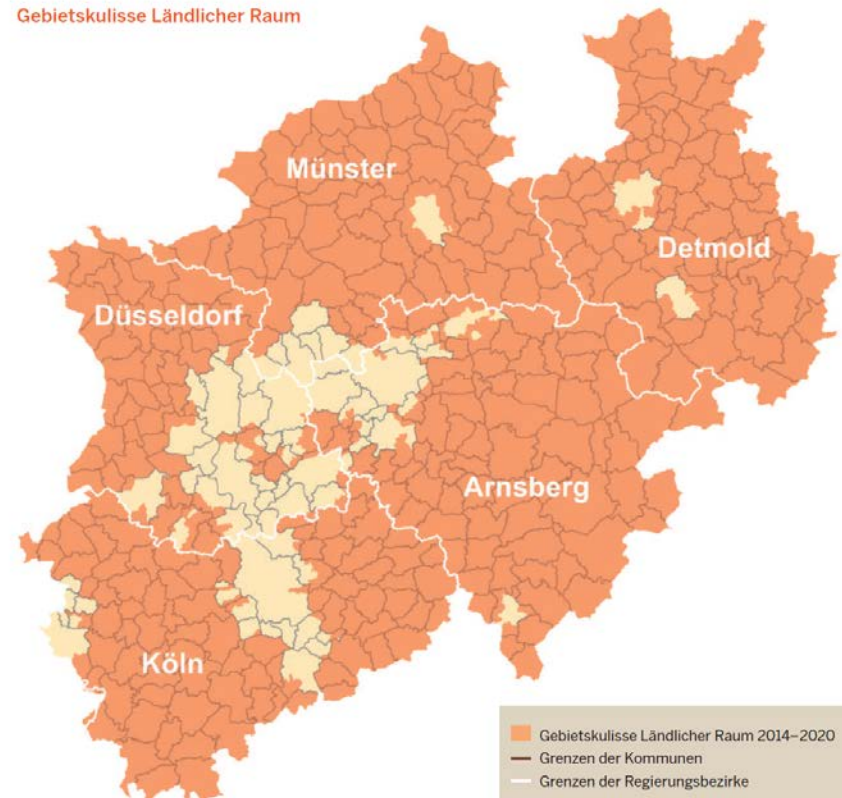 Gebietskulisse Ländlicher Raum
Münster
Detmold
Düsseldorf
Arnsberg
Köln
Gebietskulisse Ländlicher Raum 2014–2020
Grenzen der Kommunen
Grenzen der Regierungsbezirke